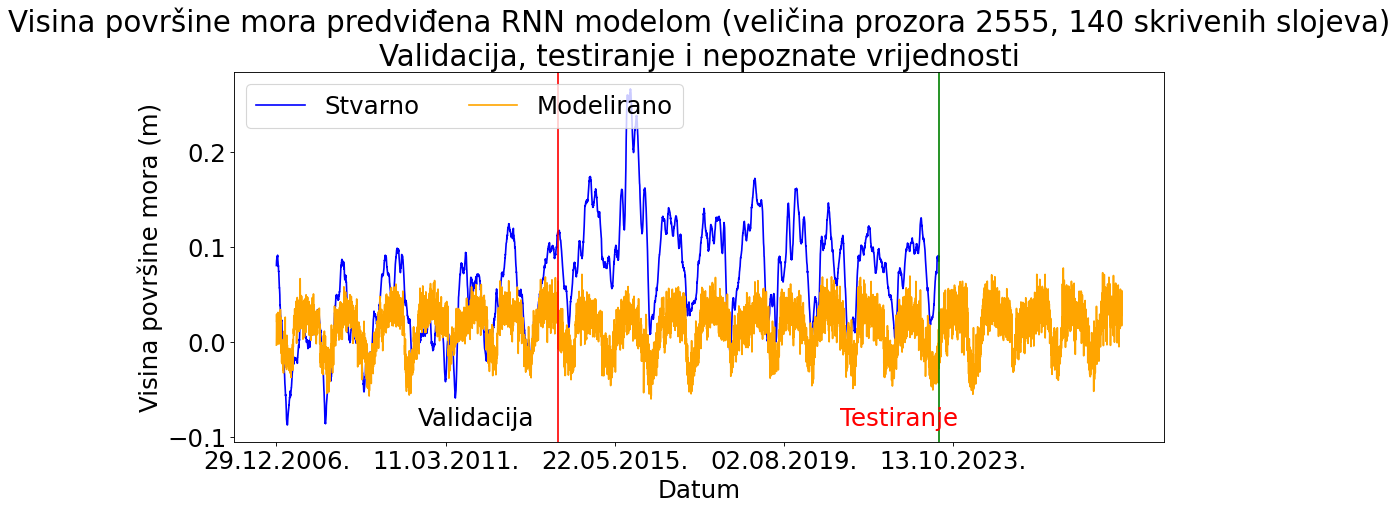 Visina površine mora predviđena RNN modelom (veličina prozora 2555, 140 skrivenih slojeva)
Validacija, testiranje i nepoznate vrijednosti
Stvarno Modelirano
Visina površine mora (m)
0.2
0.1
0.0
−0.1
Validacija Testiranje
29.12.2006. 11.03.2011. 22.05.2015. 02.08.2019. 13.10.2023.
Datum